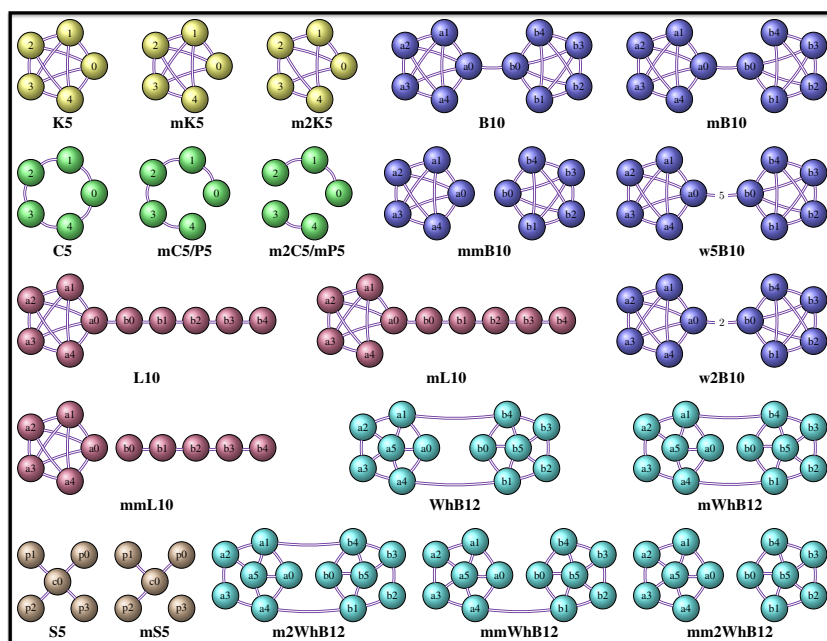 1 1 1 a1 b4 a1 b4
2 2 2 a2 b3 a2 b3
0 0 0 a0 b0 a0 b0
3 3 3 a3 b2 a3 b2
4 4 4 a4 b1 a4 b1
K5 mK5 m2K5 B10 mB10
1 1 1 a1 b4 a1 b4
2 2 2 a2 b3 a2 b3
0 0 0 a0 b0 a0 5 b0
3 3 3 a3 b2 a3 b2
4 4 4 a4 b1 a4 b1
C5 mC5/P5 m2C5/mP5 mmB10 w5B10
a1 a1 a1 b4
a2 a2 a2 b3
a0 b0 b1 b2 b3 b4 a0 b0 b1 b2 b3 b4 a0 2 b0
a3 a3 a3 b2
a4 a4 a4 b1
L10 mL10 w2B10
a1 a1 b4 a1 b4
a2 a2 b3 a2 b3
a0 b0 b1 b2 b3 b4 a5 a0 b0 b5 a5 a0 b0 b5
a3 a3 b2 a3 b2
a4 a4 b1 a4 b1
mmL10 WhB12 mWhB12
a1 b4 a1 b4 a1 b4
p1 p0 p1 p0 a2 b3 a2 b3 a2 b3
c0 c0 a5 a0 b0 b5 a5 a0 b0 b5 a5 a0 b0 b5
p2 p3 p2 p3 a3 b2 a3 b2 a3 b2
a4 b1 a4 b1 a4 b1
S5 mS5 m2WhB12 mmWhB12 mm2WhB12